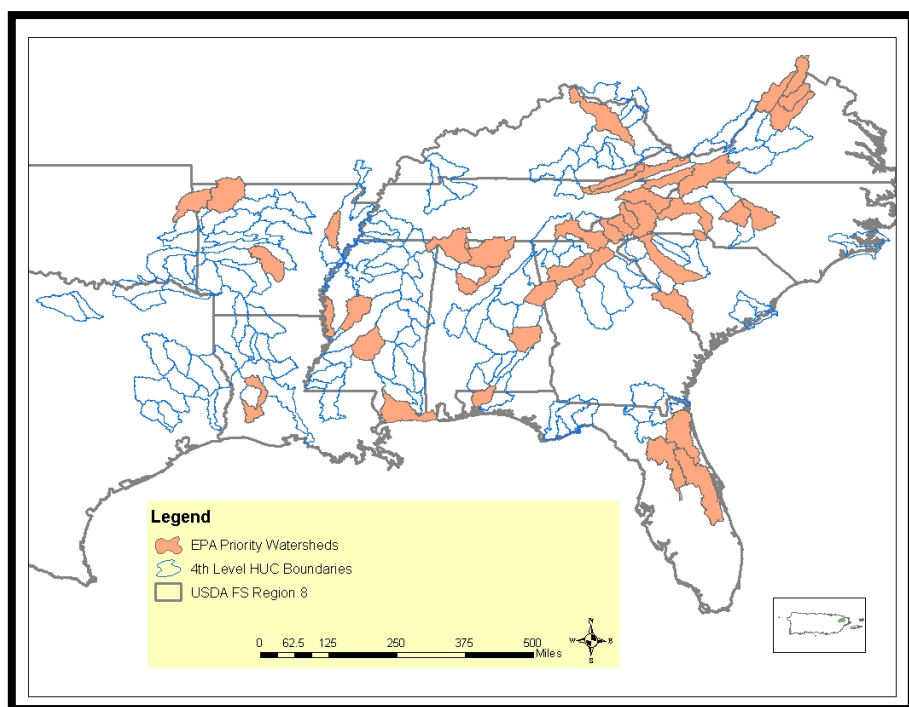 Legend
EPA Priority Watersheds
4th Level HUC Boundaries
USDA FS Region 8
N
W E
S
0 62.5 125 250 375 500
Miles